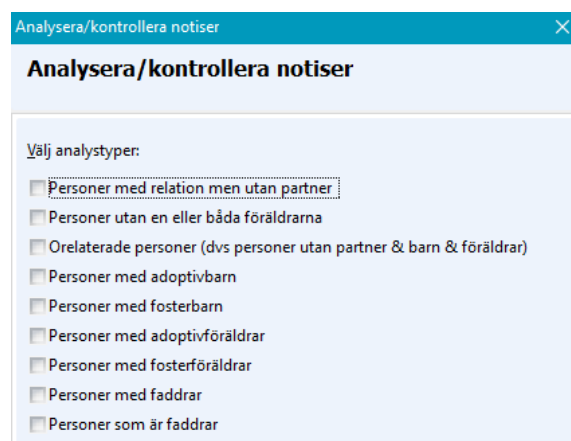 Analysera/kontrollera notiser
Analysera/kontrollera notiser
Välj analystyper:
Personer med relation men utan partner
Personer utan en eller båda föräldrarna
Orelaterade personer (dvs personer utan partner & barn & föräldrar)
Personer med adoptivbarn
Personer med fosterbarn
Personer med adoptivföräldrar
Personer med fosterföräldrar
Personer med faddrar
Personer som är faddrar